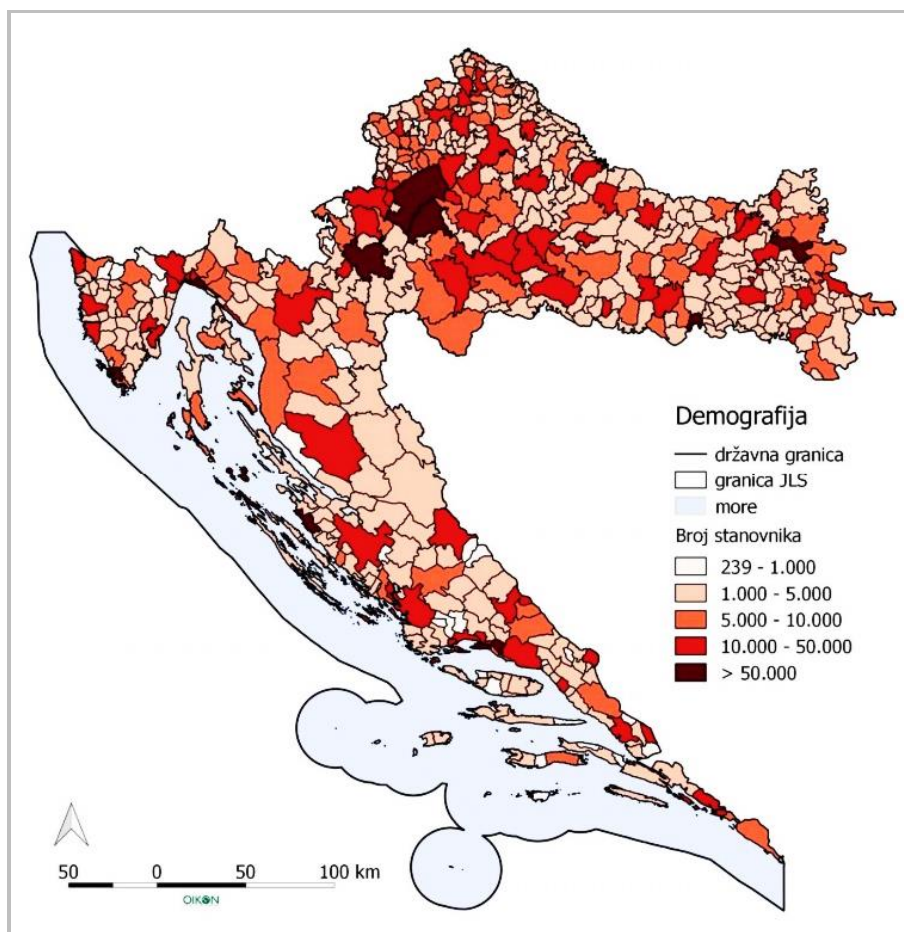 Demografija
državna granica
granica JLS
more
Broj stanovnika
239 - 1.000
1.000 - 5.000
5.000 - 10.000
10.000 - 50.000
> 50.000
50 0 50 100 km
OIKON